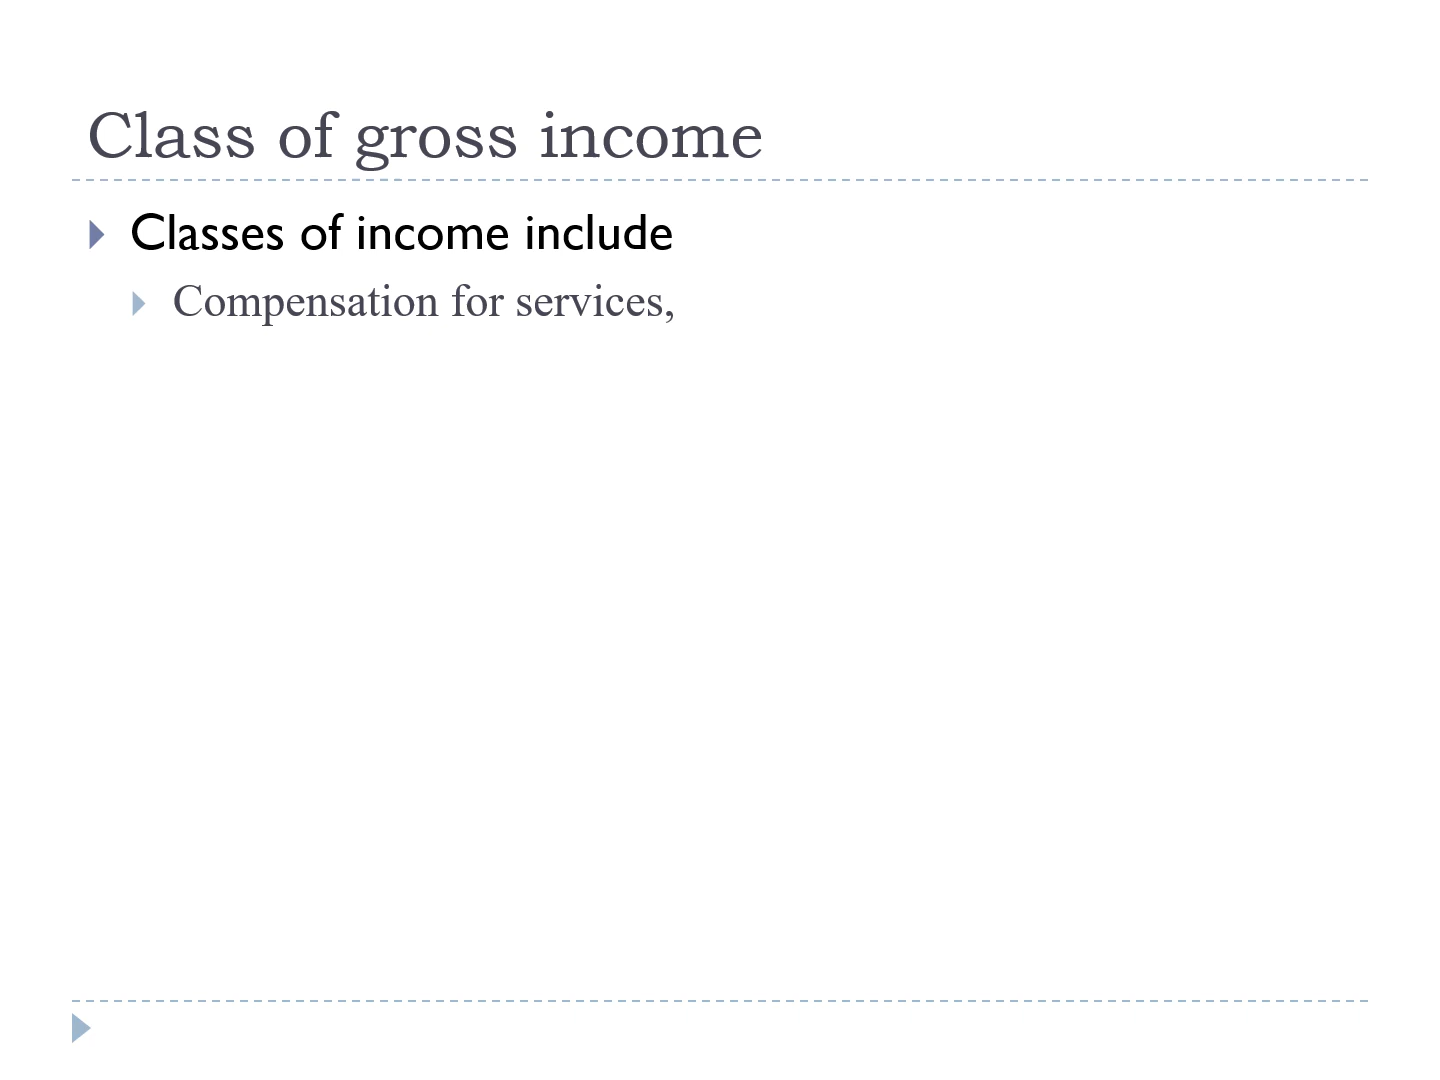 Class of gross income
Classes of income include
Compensation for services,